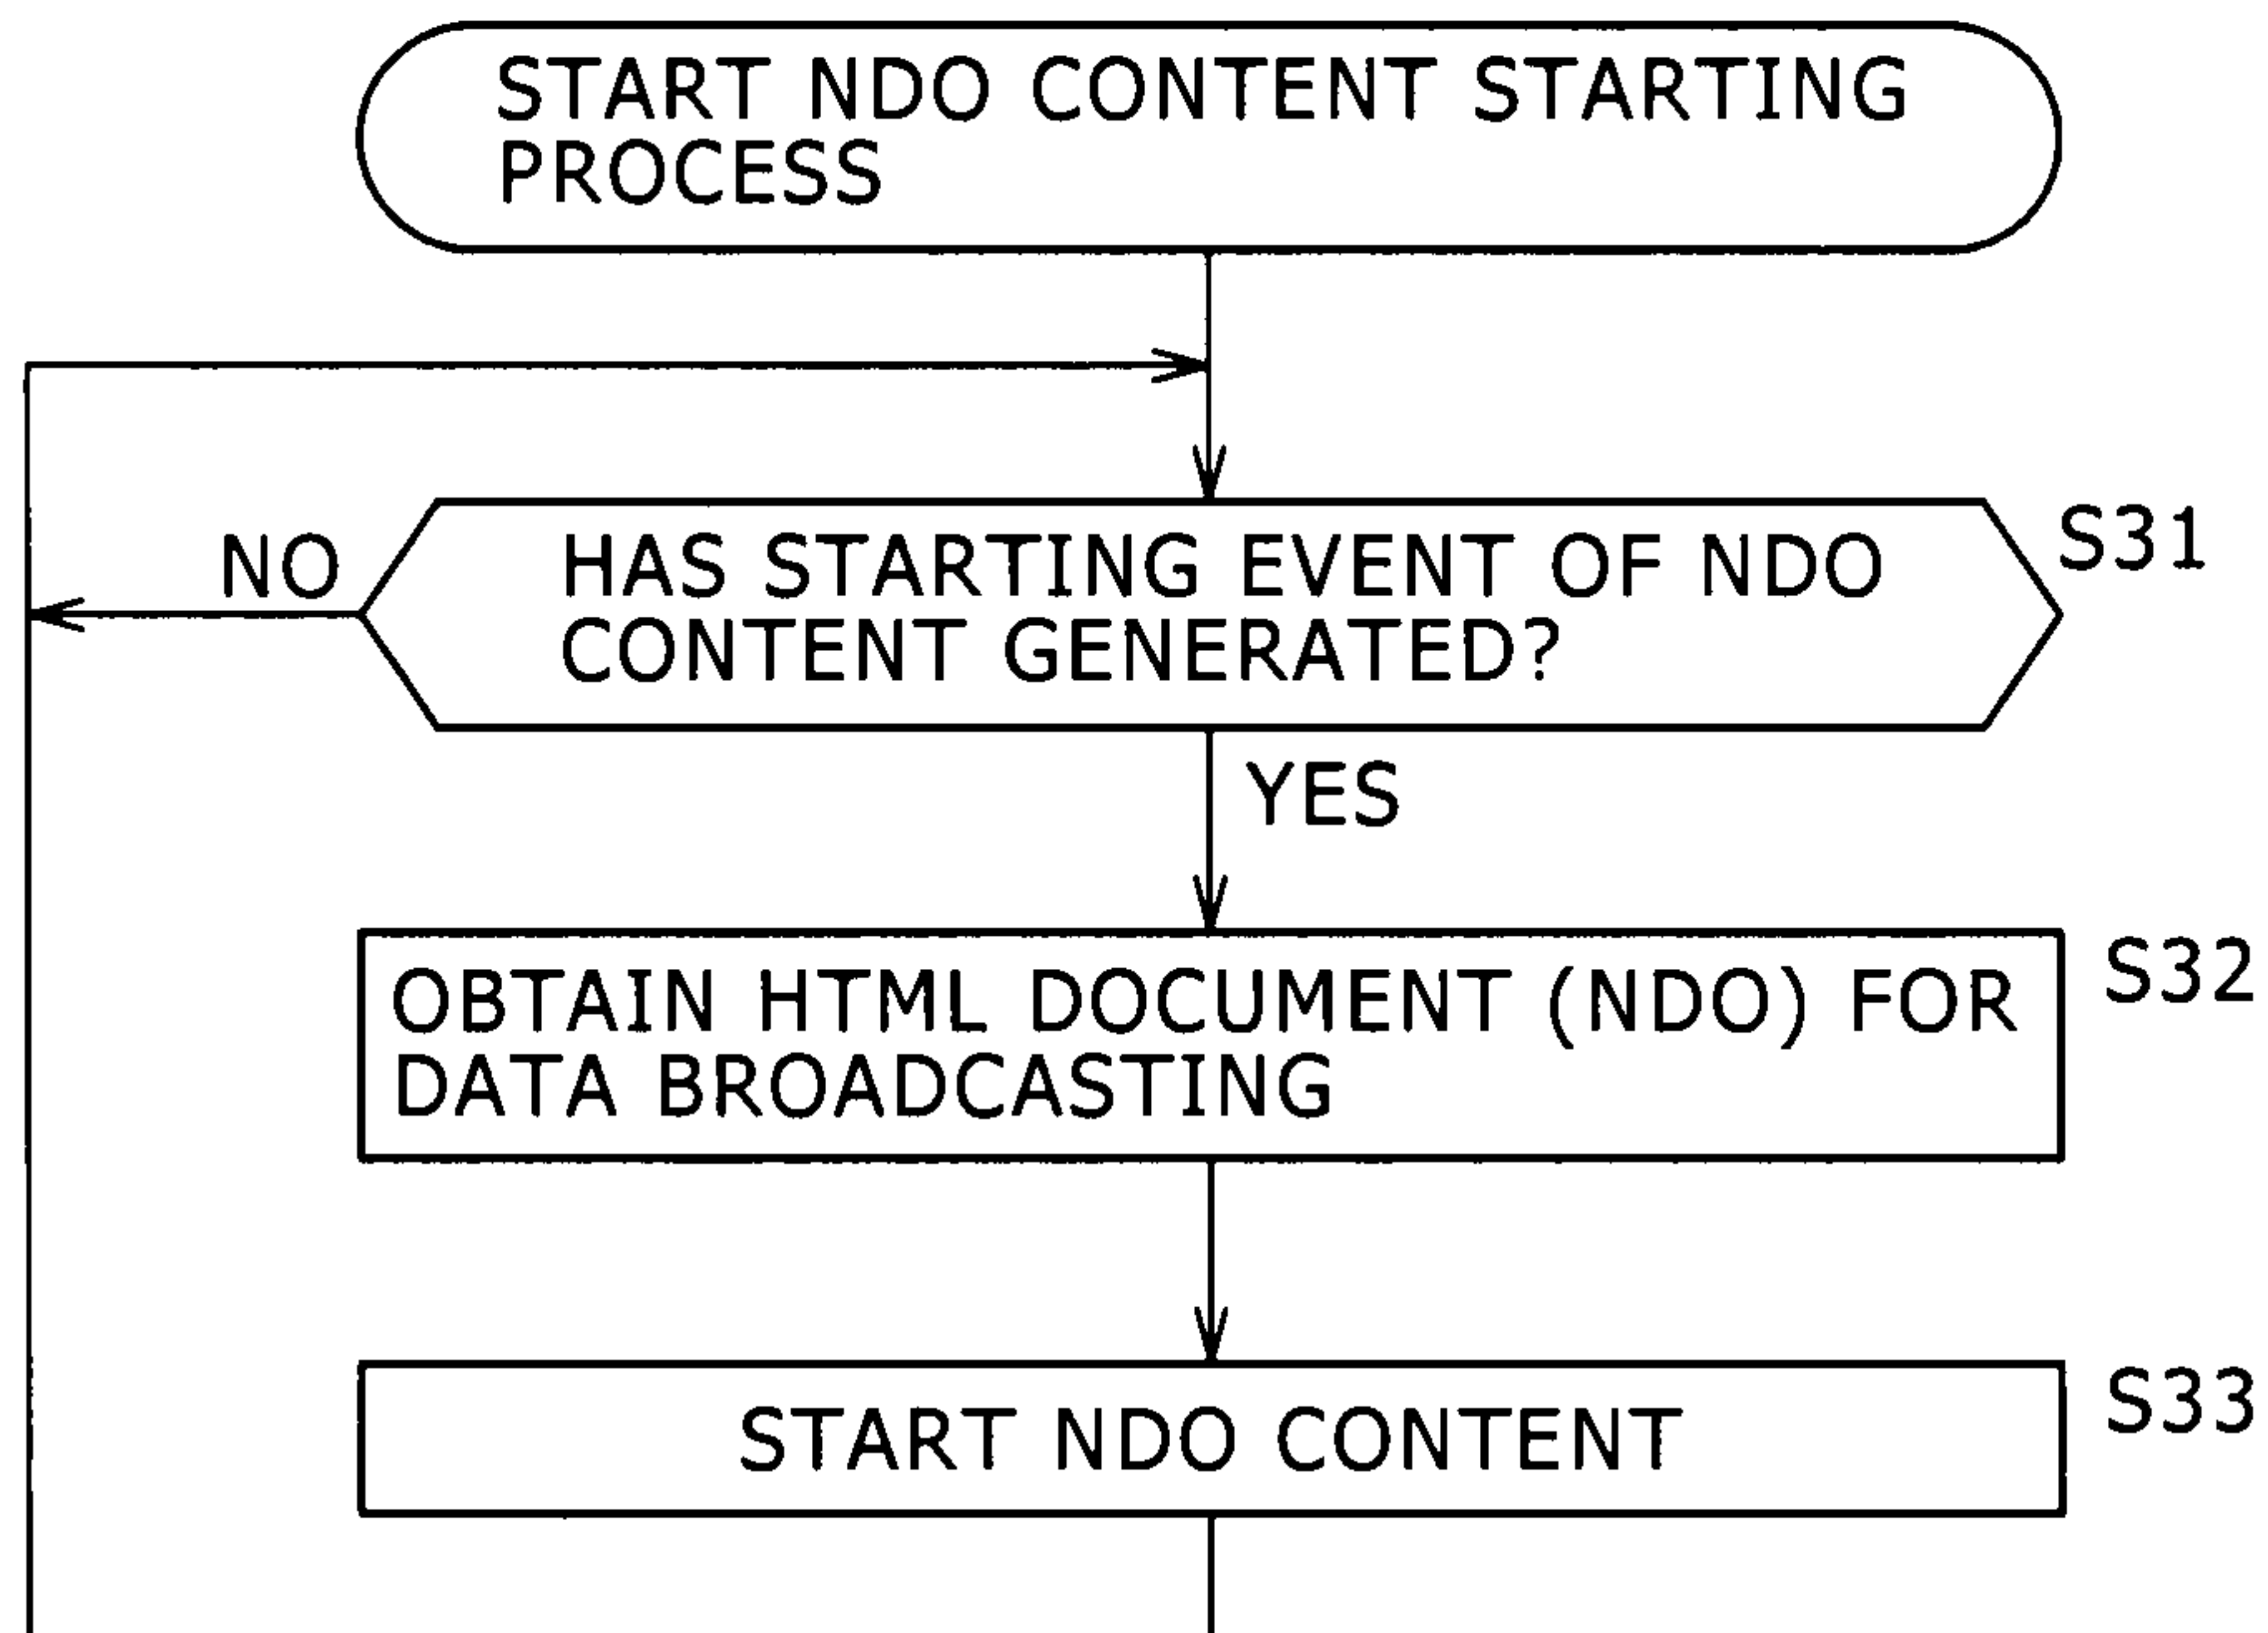 START NDO CONTENT STARTING
PROCESS
NO
HAS STARTING EVENT OF NDO
CONTENT GENERATED?
S31
YES
OBTAIN HTML DOCUMENT (NDO) FOR
DATA BROADCASTING
S32
START NDO CONTENT
S33